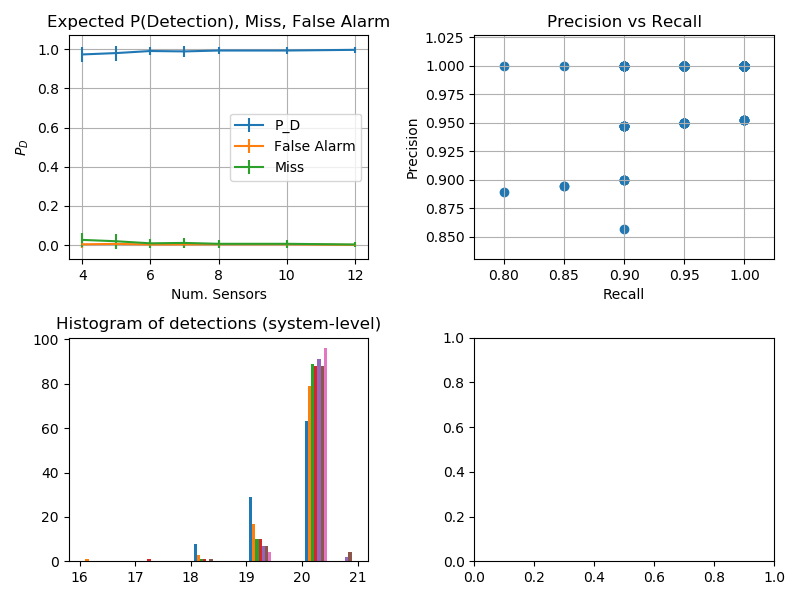 Expected P(Detection), Miss, False Alarm
1.0
0.8
0.6
0.4
0.2
0.0
P_D
P_D
False Alarm
Miss
4 6 8 10 12
Num. Sensors
Precision vs Recall
1.025
1.000
0.975
0.950
0.925
0.900
0.875
0.850
Precision
0.80 0.85 0.90 0.95 1.00
Recall
Histogram of detections (system-level)
100
80
60
40
20
0
16 17 18 19 20 21
1.0
0.8
0.6
0.4
0.2
0.0
0.0 0.2 0.4 0.6 0.8 1.0